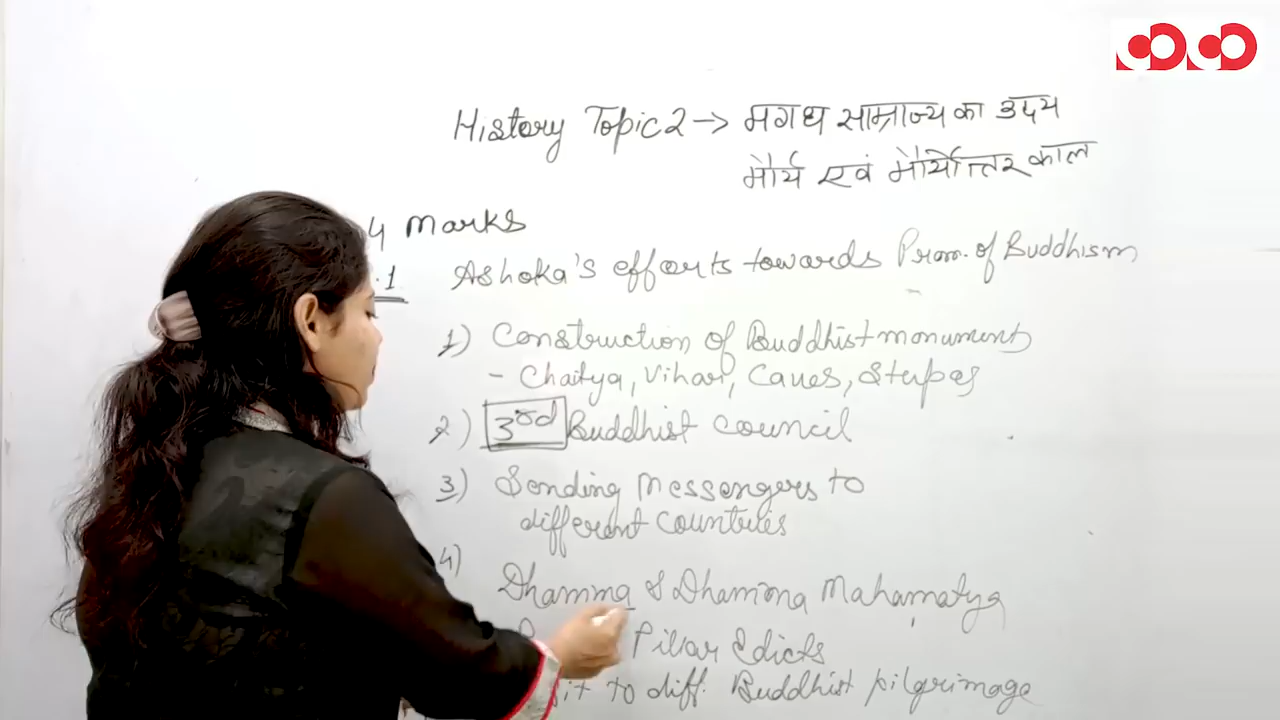 History Topic 2 → मगध साम्राज्य का उदय
मौर्य एवं मौर्योत्तर काल
4 Marks
.1 Ashoka's efforts towards Prom. of Buddhism
1) Construction of Buddhist monuments
- Chaitya, Vihar, Caves, Stupas
2) 3rd Buddhist Council
3) Sending Messengers to
different Countries
4)
Dhamma & Dhamma Mahamatya
Pillar Edicts
to diff. Buddhist pilgrimage